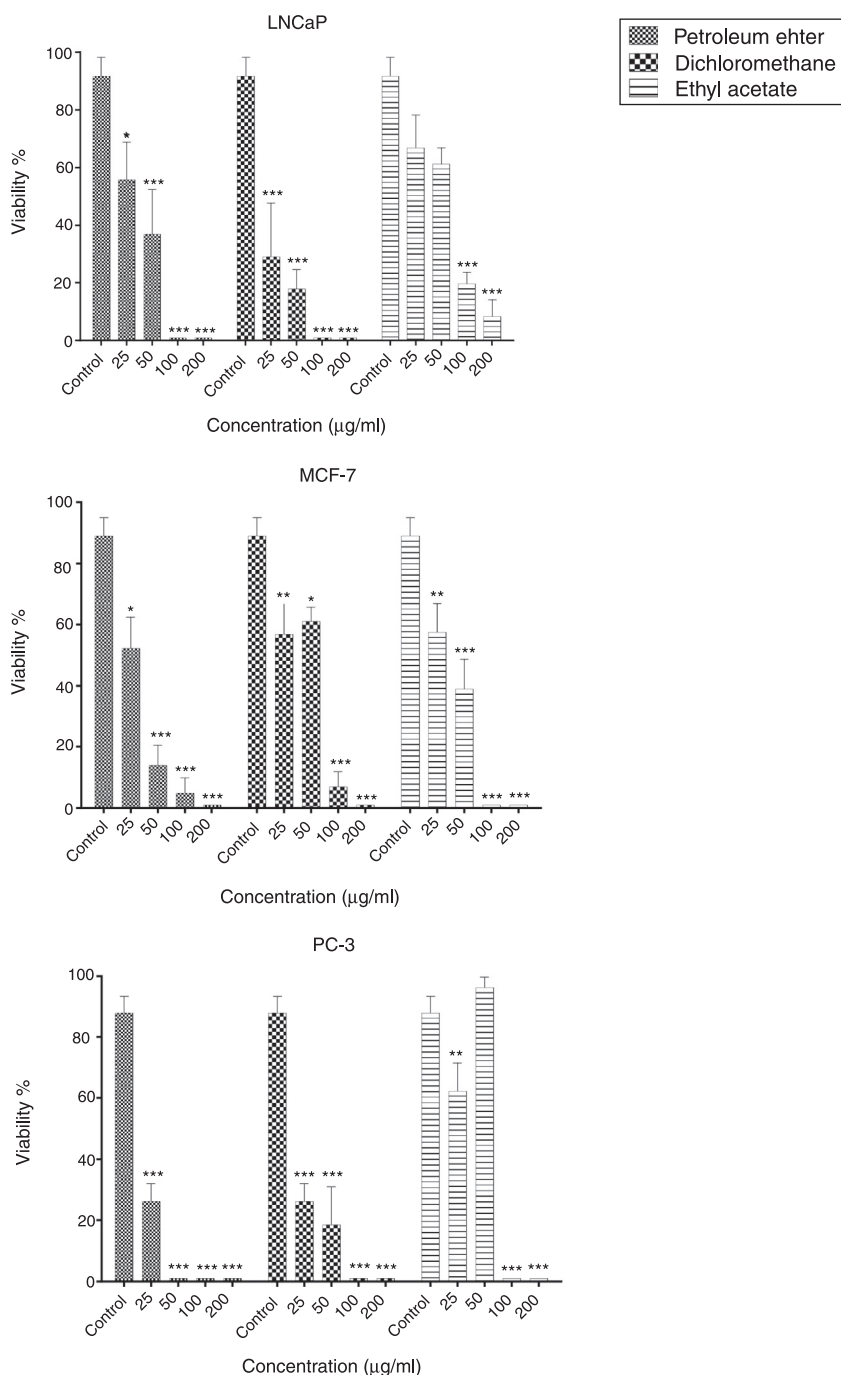 LNCaP
Petroleum ehter
Dichloromethane
Ethyl acetate
Viability %
100
80
60
40
20
0
* *** *** ***
*** *** *** ***
*** ***
Control 25 50 100 200 Control 25 50 100 200 Control 25 50 100 200
Concentration (μg/ml)
MCF-7
Viability %
100
80
60
40
20
0
* *** *** ***
** * *** ***
** *** *** ***
Control 25 50 100 200 Control 25 50 100 200 Control 25 50 100 200
Concentration (μg/ml)
PC-3
Viability %
100
80
60
40
20
0
*** *** *** ***
*** *** *** ***
** *** ***
Control 25 50 100 200 Control 25 50 100 200 Control 25 50 100 200
Concentration (μg/ml)